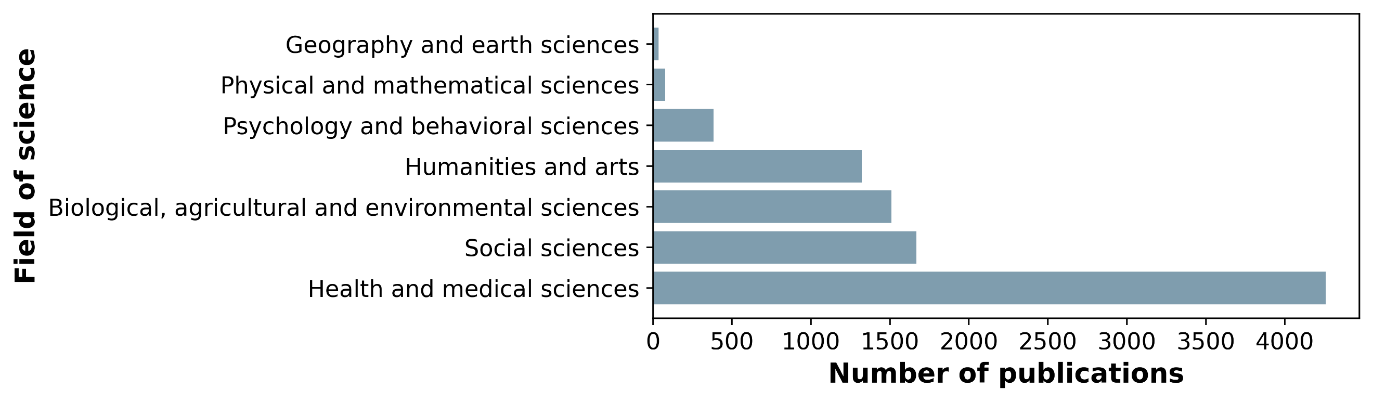 Field of science
Geography and earth sciences
Physical and mathematical sciences
Psychology and behavioral sciences
Humanities and arts
Biological, agricultural and environmental sciences
Social sciences
Health and medical sciences
0 500 1000 1500 2000 2500 3000 3500 4000
Number of publications